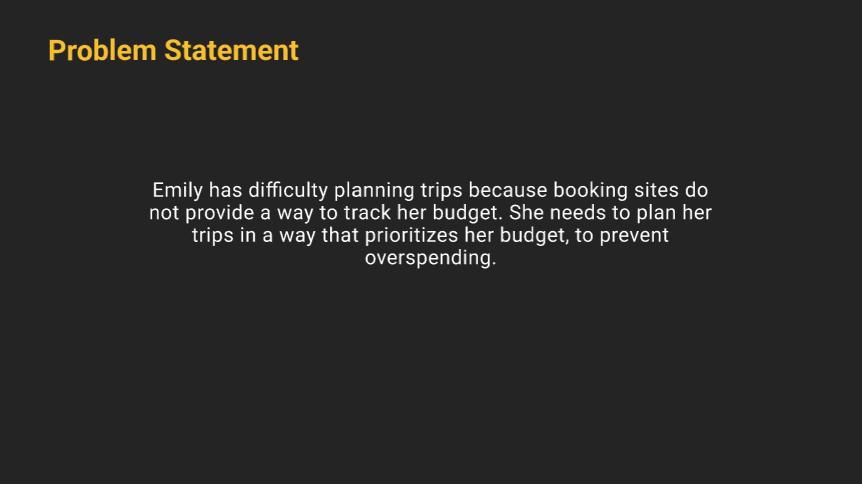 Problem Statement
Emily has difficulty planning trips because booking sites do
not provide a way to track her budget. She needs to plan her
trips in a way that prioritizes her budget, to prevent
overspending.